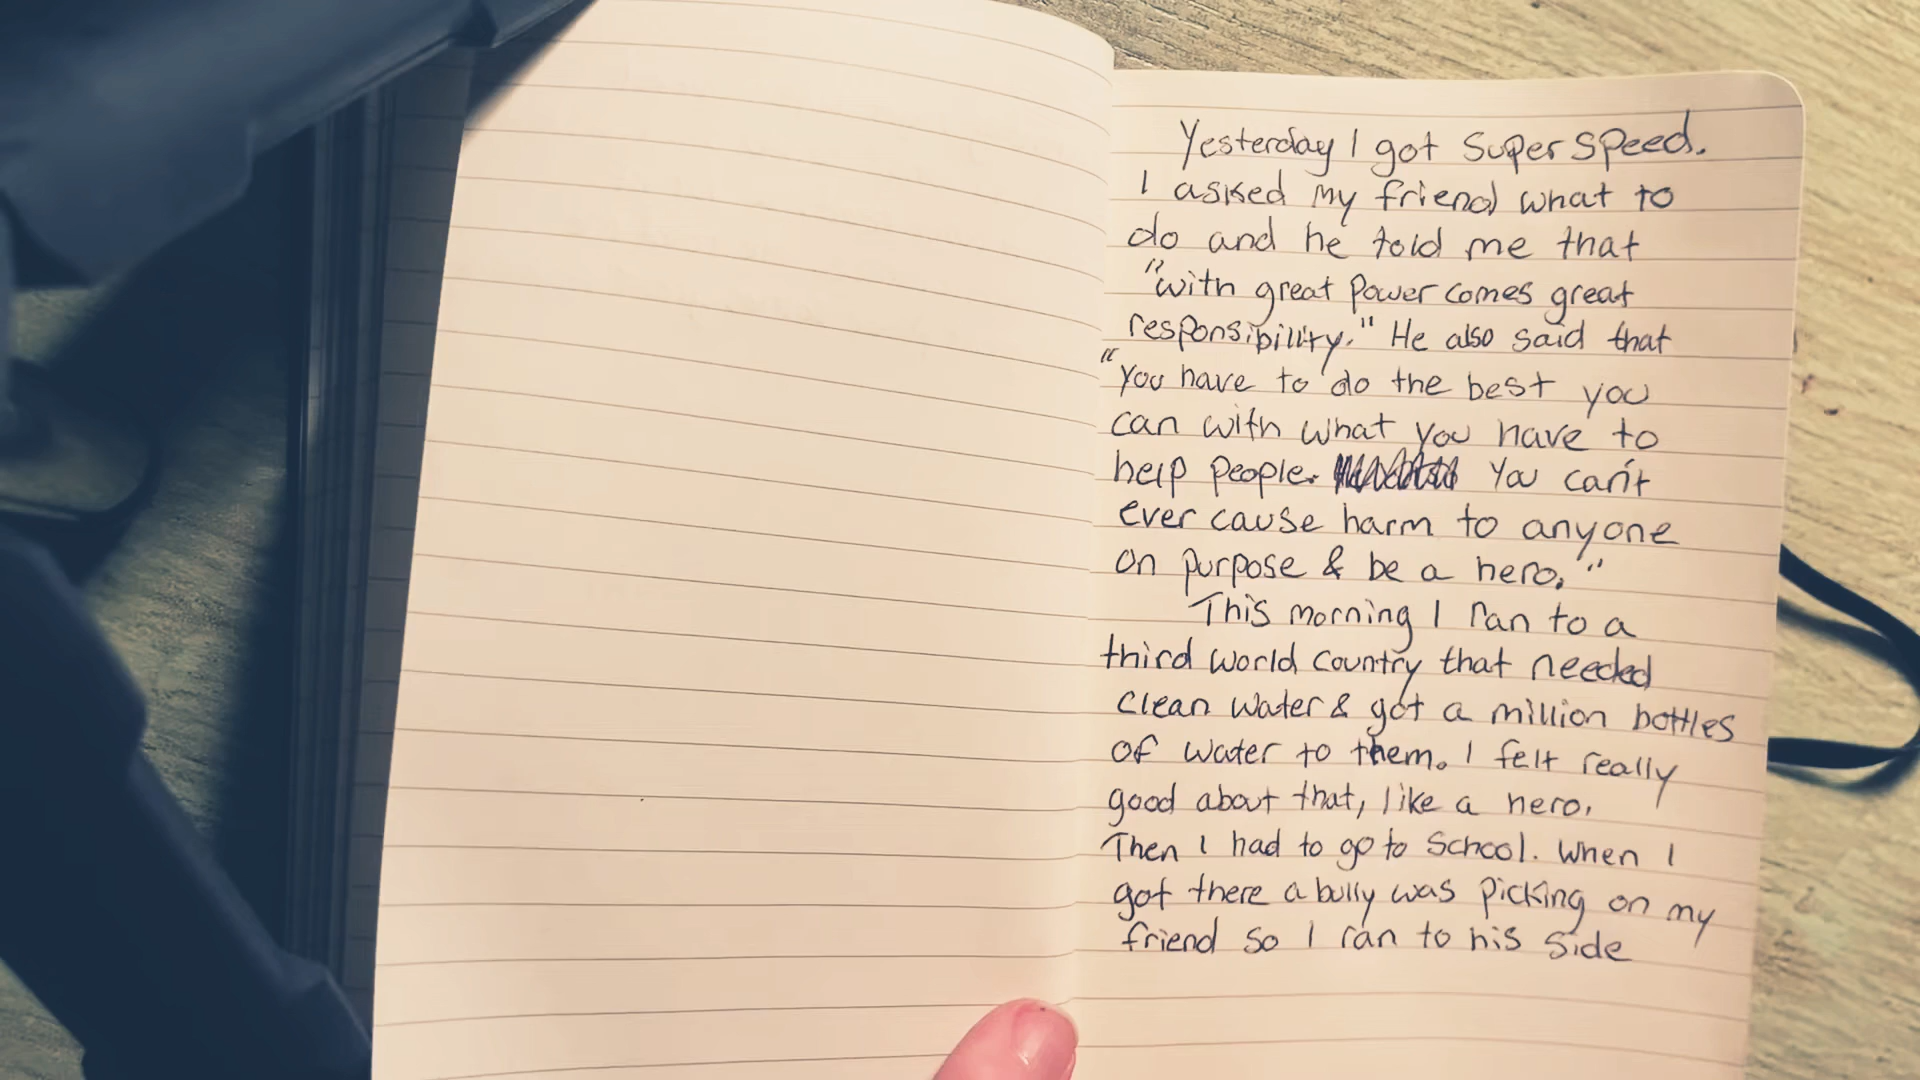 Yesterday I got Super Speed.
I asked my friend what to
do and he told me that
"with great power comes great
responsibility." He also said that
"You have to do the best you
can with what you have to
help people. You can't
ever cause harm to anyone
on purpose & be a hero."
This morning I ran to a
third world country that needed
clean water & got a million bottles
of water to them. I felt really
good about that, like a hero.
Then I had to go to School. When I
got there a bully was picking on my
friend so I ran to his side